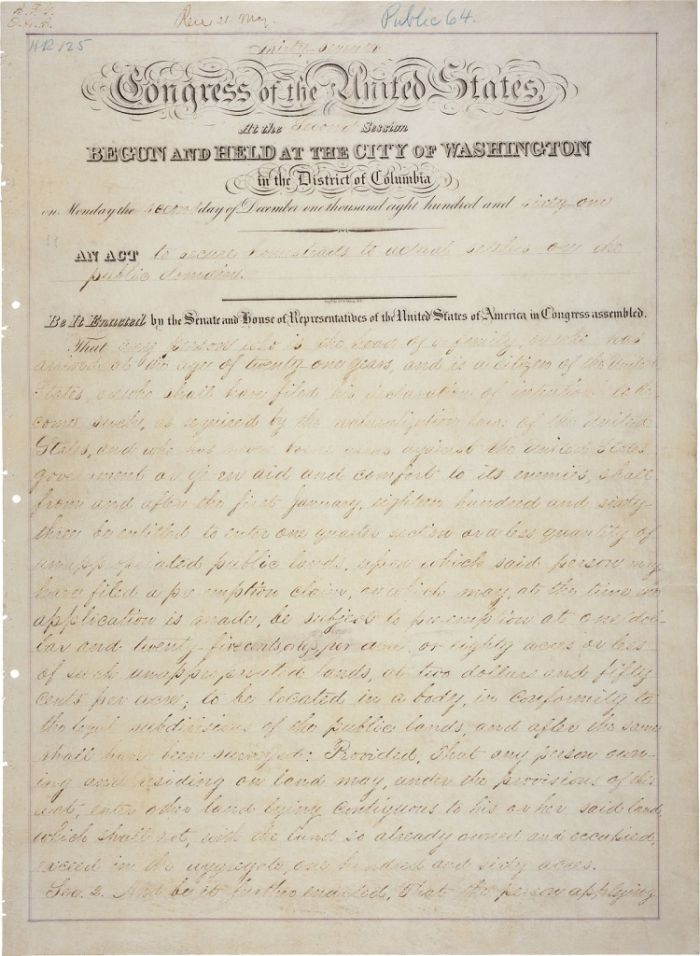 Rec 21 May
Public 64.
HR 125
Thirty-Seventh
Congress of the United States,
At the Second Session
BEGUN AND HELD AT THE CITY OF WASHINGTON
in the District of Columbia
on Monday the second day of December one thousand eight hundred and sixty-one
AN ACT to secure homesteads to actual settlers on the
public domain.
Be It Enacted by the Senate and House of Representatives of the United States of America in Congress assembled.
That any person who is the head of a family, or who has
arrived at the age of twenty-one years, and is a citizen of the United
States, or who shall have filed his declaration of intention to be-
come such, as required by the naturalization laws of the United
States, and who has never borne arms against the United States
government or given aid and comfort to its enemies, shall
from and after the first January, eighteen hundred and sixty-
three be entitled to enter one quarter section or a less quantity of
unappropriated public lands, upon which said person may
have filed a preemption claim, or which may, at the time the
application is made, be subject to preemption at one dol-
lar and twenty-five cents, or less, per acre; or eighty acres or less
of such unappropriated lands, at two dollars and fifty
cents per acre; to be located in a body, in conformity to
the legal subdivisions of the public lands, and after the same
shall have been surveyed: Provided, That any person own-
ing and residing on land may, under the provisions of this
act, enter other land lying contiguous to his or her said land,
which shall not, with the land so already owned and occupied,
exceed in the aggregate one hundred and sixty acres.
Sec. 2. And be it further enacted, That the person applying